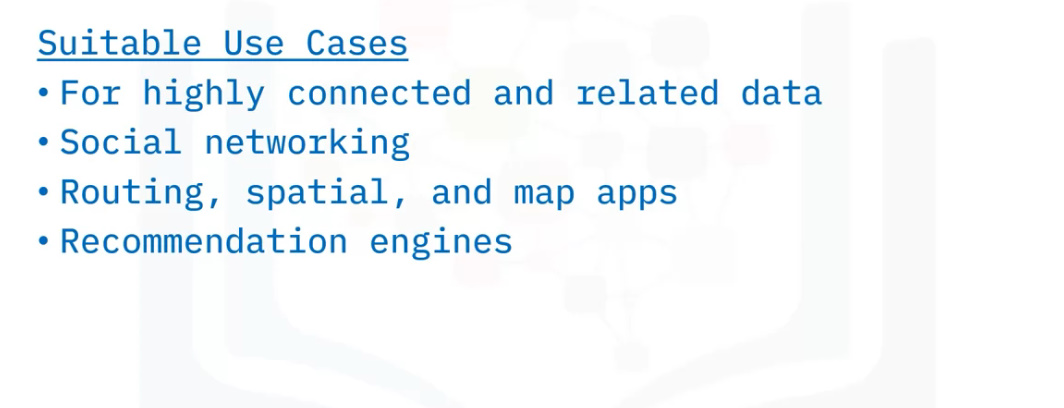 Suitable Use Cases
• For highly connected and related data
• Social networking
• Routing, spatial, and map apps
• Recommendation engines